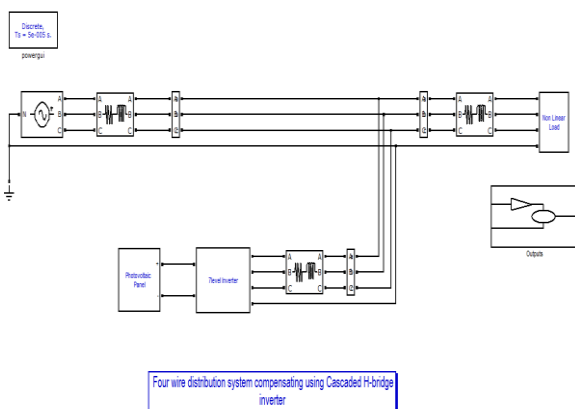 Discrete,
Ts = 5e-005 s.
powergui
N
A
B
C
A
B
C
A
B
C
A
B
C
A
B
C
A
B
C
A
B
C
Non Linear
Load
Outputs
Photovoltaic
Panel
+
-
7level Inverter
A
B
C
A
B
C
A
B
C
Four wire distribution system compensating using Cascaded H-bridge
inverter